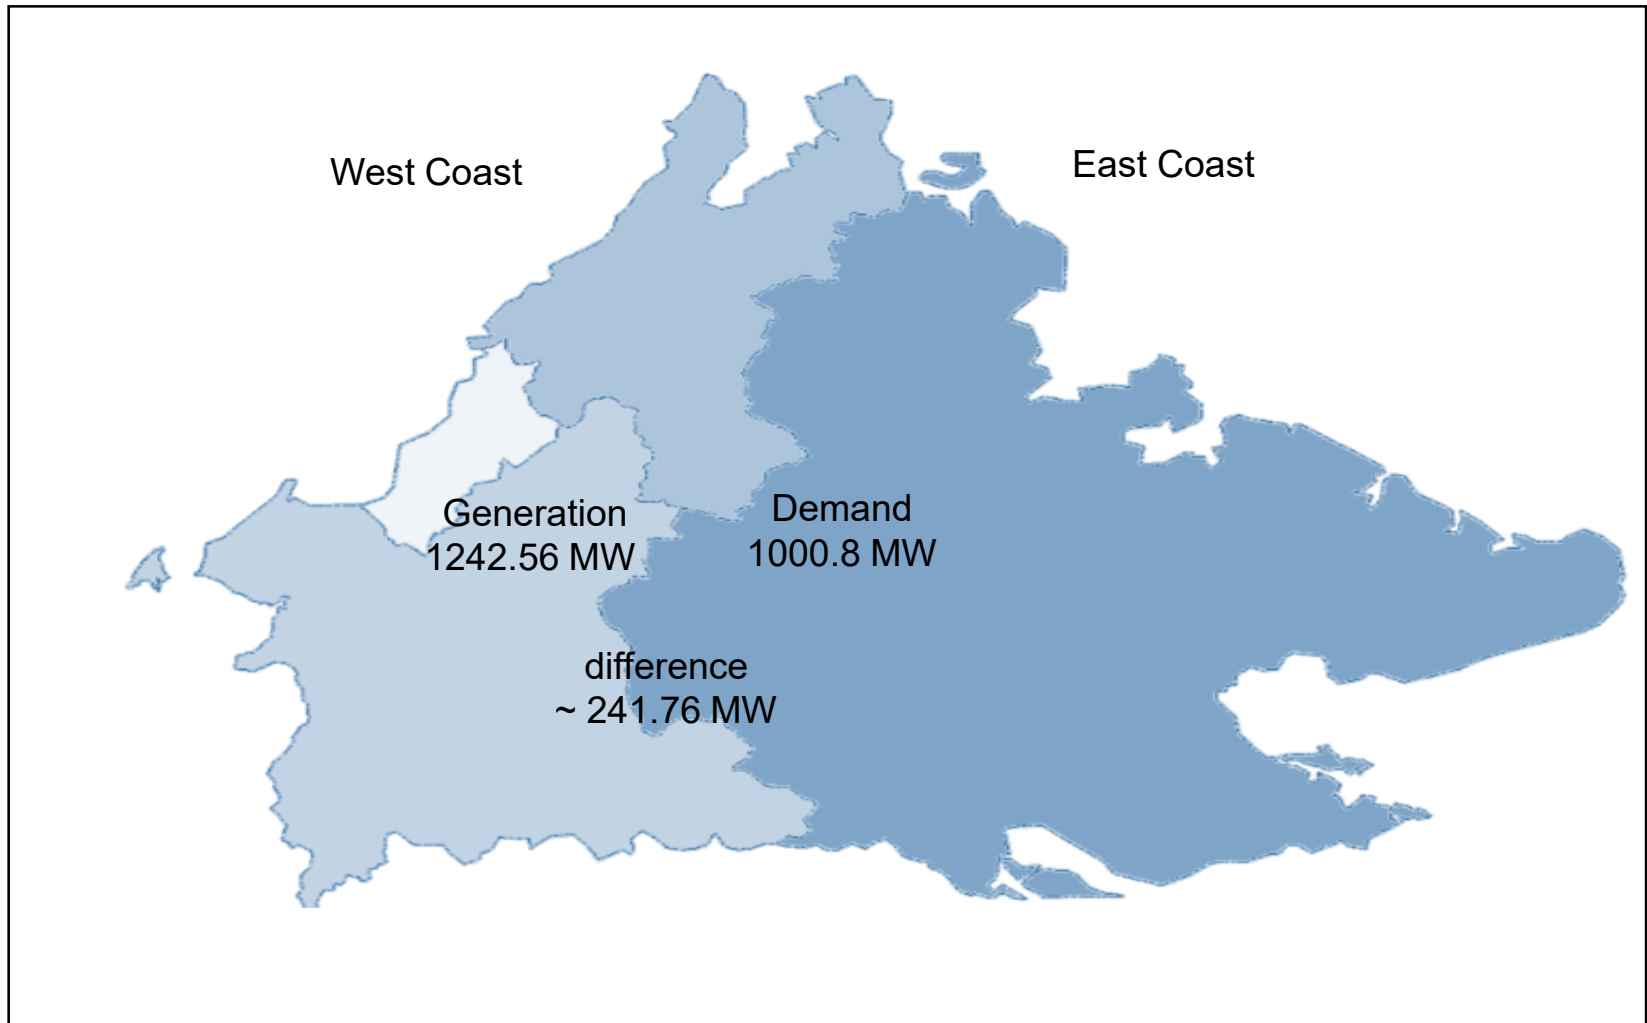 West Coast
East Coast
Generation
1242.56 MW
Demand
1000.8 MW
difference
~ 241.76 MW